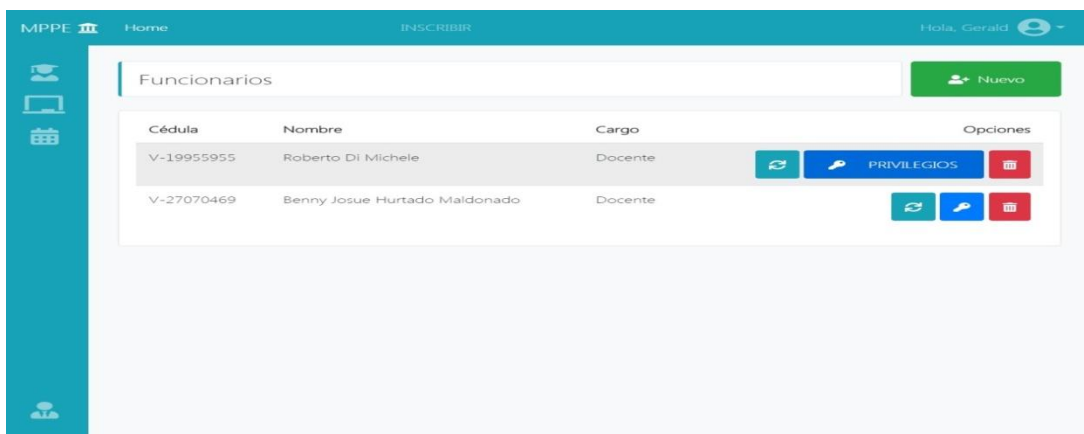 MPPE Home INSCRIBIR Hola, Gerald
Funcionarios Nuevo
Cédula Nombre Cargo Opciones
V-19955955 Roberto Di Michele Docente PRIVILEGIOS
V-27070469 Benny Josue Hurtado Maldonado Docente